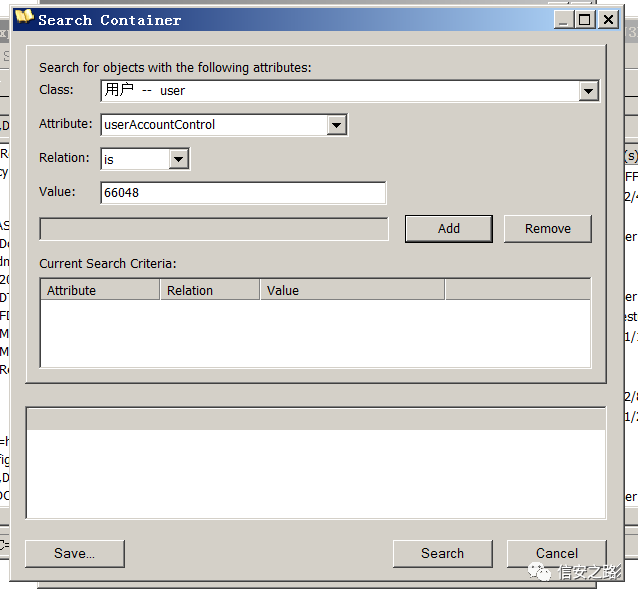 Search Container
Search for objects with the following attributes:
Class: 用户 -- user
Attribute: userAccountControl
Relation: is
Value: 66048
Add Remove
Current Search Criteria:
Attribute Relation Value
Save... Search Cancel
信安之路